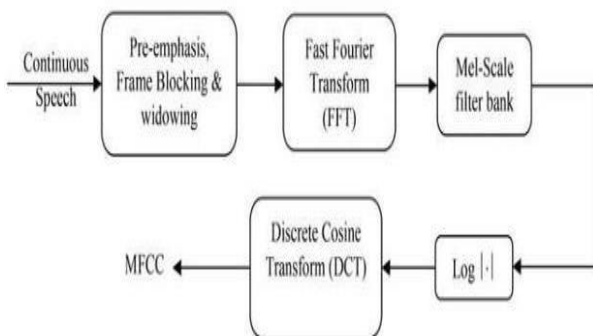 Continuous
Speech
Pre-emphasis,
Frame Blocking &
widowing
Fast Fourier
Transform
(FFT)
Mel-Scale
filter bank
Log |·|
Discrete Cosine
Transform (DCT)
MFCC